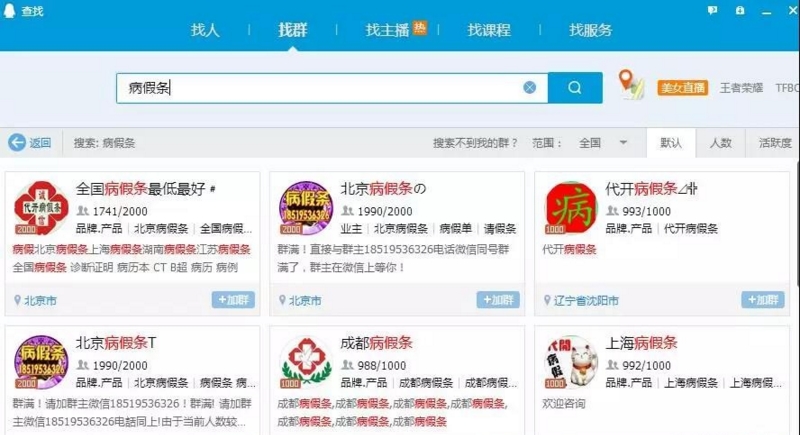 查找
找人
找群
找主播 热
找课程
找服务
病假条
美女直播 王者荣耀 TFBO
返回 搜索: 病假条 搜索不到我的群? 范围: 全国 默认 人数 活跃度
全国病假条最低最好
1741/2000
品牌.产品 北京病假条 全国病假...
病假北京病假条上海病假条湖南病假条江苏病假条
全国病假条 诊断证明 病历本 CT B超 病历 病例
北京市 +加群
诚
代开病假条
信
2000
北京病假条の
1990/2000
业主 北京病假条 病假单 请假条
群满!直接与群主18519536326电话微信同号群
满了,群主在微信上等你!
北京市 +加群
病假条
18519536326
2000
代开病假条
993/1000
品牌.产品 代开病假条
代开病假条
辽宁省沈阳市 +加群
病
1000
北京病假条T
1990/2000
品牌.产品 北京病假条 病假条 病...
群满!请加群主微信18519536326!群满! 请加群
主微信18519536326电話同上!由于当前人数较...
病假条
18519536326
2000
成都病假条
988/1000
品牌.产品 成都病假条 成都病假...
成都病假条,成都病假条,成都病假条,成都病假条,
成都病假条,成都病假条,成都病假条,成都病假条,
成都病假条,成都病假条,成都病假条
1000
上海病假条
992/1000
品牌.产品 上海病假条 上海病假...
欢迎咨询
代開
病假
1000